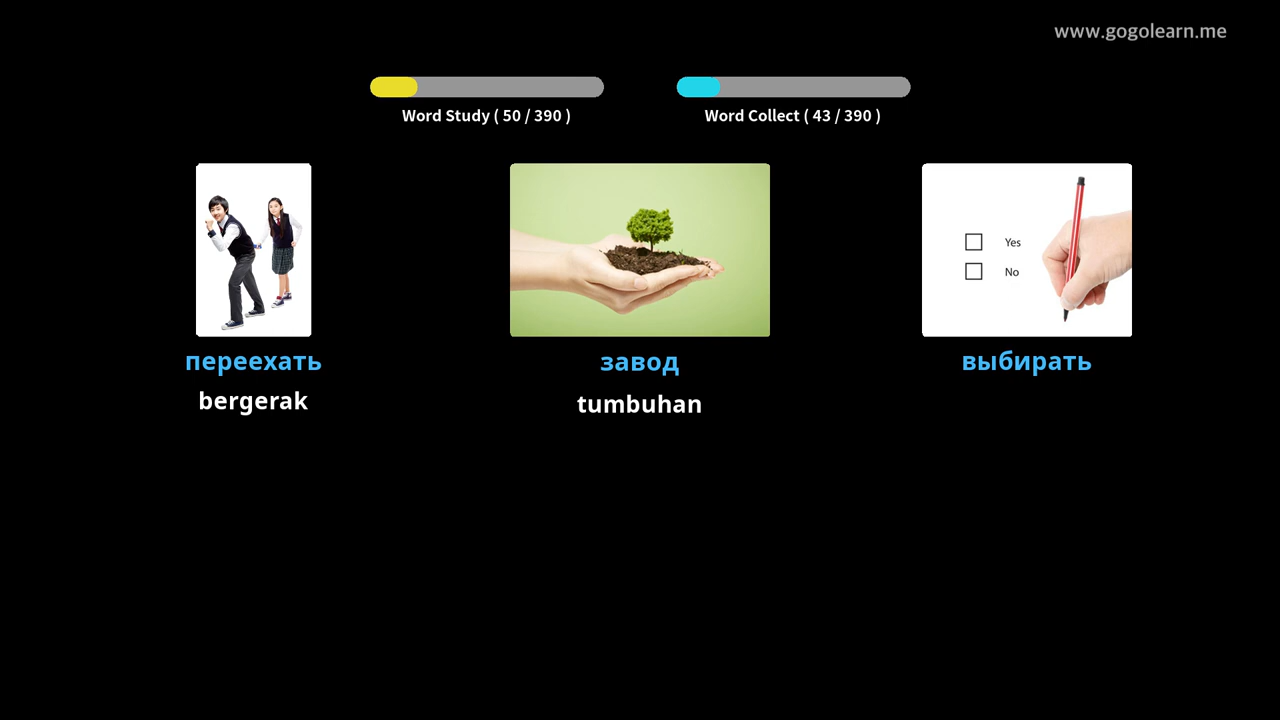 www.gogolearn.me
Word Study ( 50 / 390 )
Word Collect ( 43 / 390 )
Yes
No
переехать
завод
выбирать
bergerak
tumbuhan